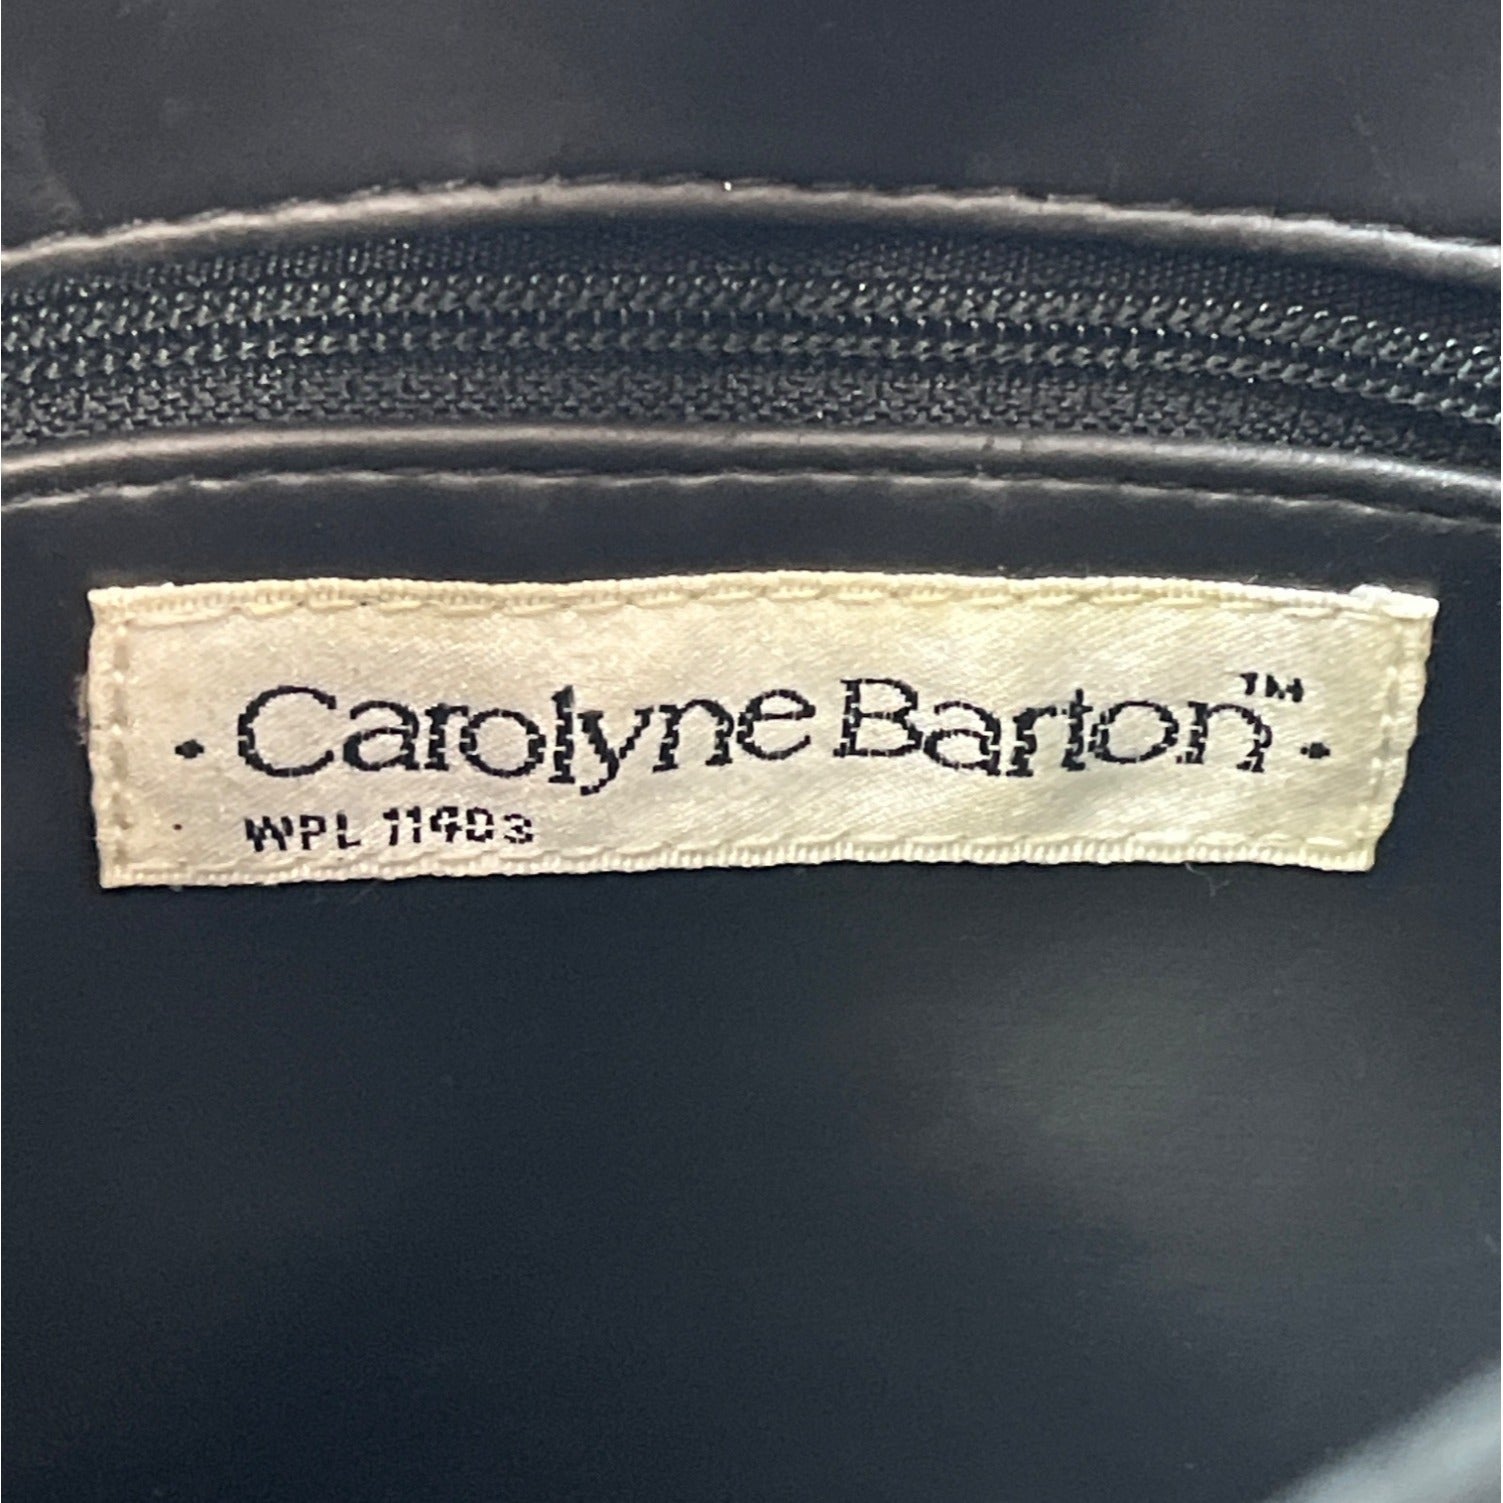 · Carolyne Barton™ ·
WPL 11403